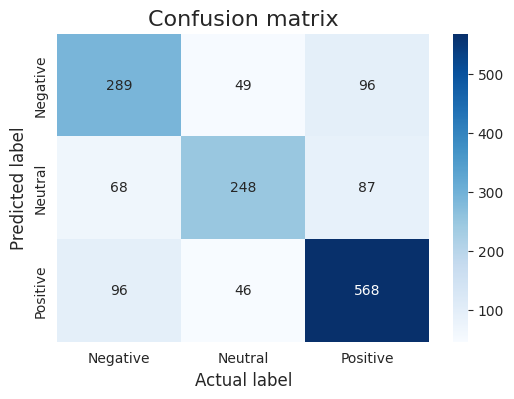 Confusion matrix
Predicted label
Negative
289
49
96
Neutral
68
248
87
Positive
96
46
568
Negative
Neutral
Positive
Actual label
500
400
300
200
100